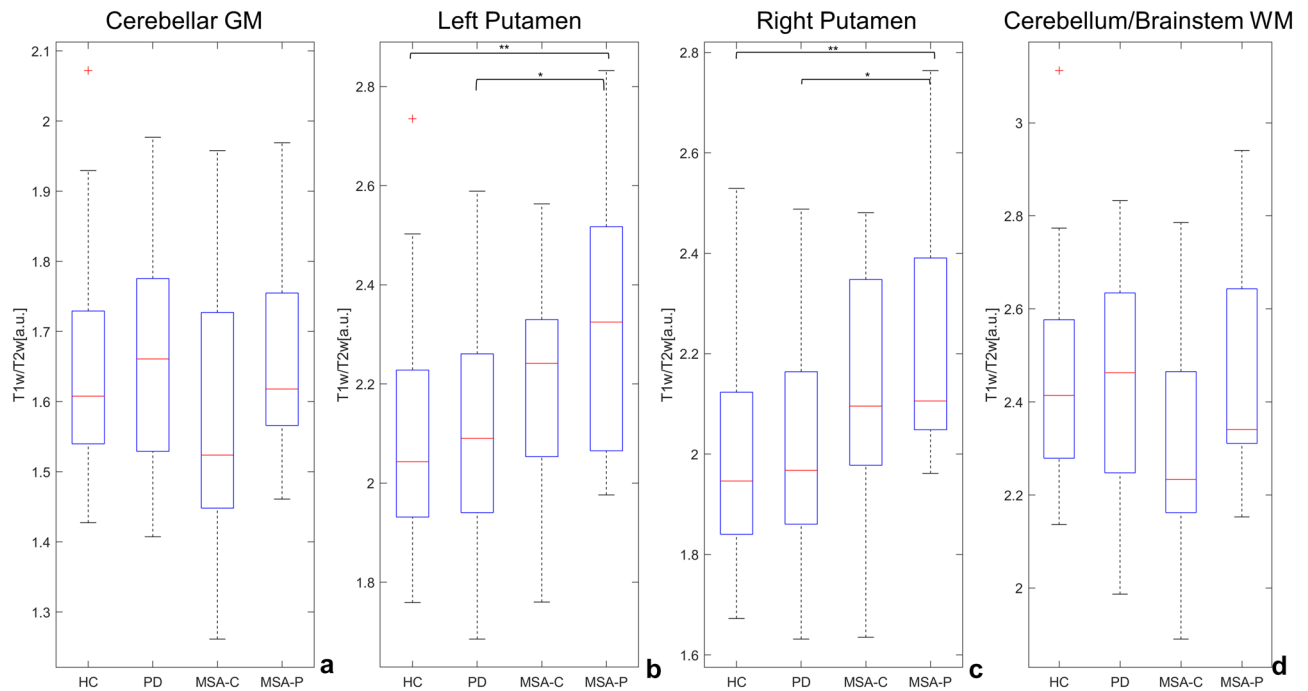 Cerebellar GM
T1w/T2w[a.u.]
2.1
2
1.9
1.8
1.7
1.6
1.5
1.4
1.3
HC PD MSA-C MSA-P
a
Left Putamen
T1w/T2w[a.u.]
**
*
2.8
2.6
2.4
2.2
2
1.8
HC PD MSA-C MSA-P
b
Right Putamen
T1w/T2w[a.u.]
**
*
2.8
2.6
2.4
2.2
2
1.8
1.6
HC PD MSA-C MSA-P
c
Cerebellum/Brainstem WM
T1w/T2w[a.u.]
3
2.8
2.6
2.4
2.2
2
HC PD MSA-C MSA-P
d